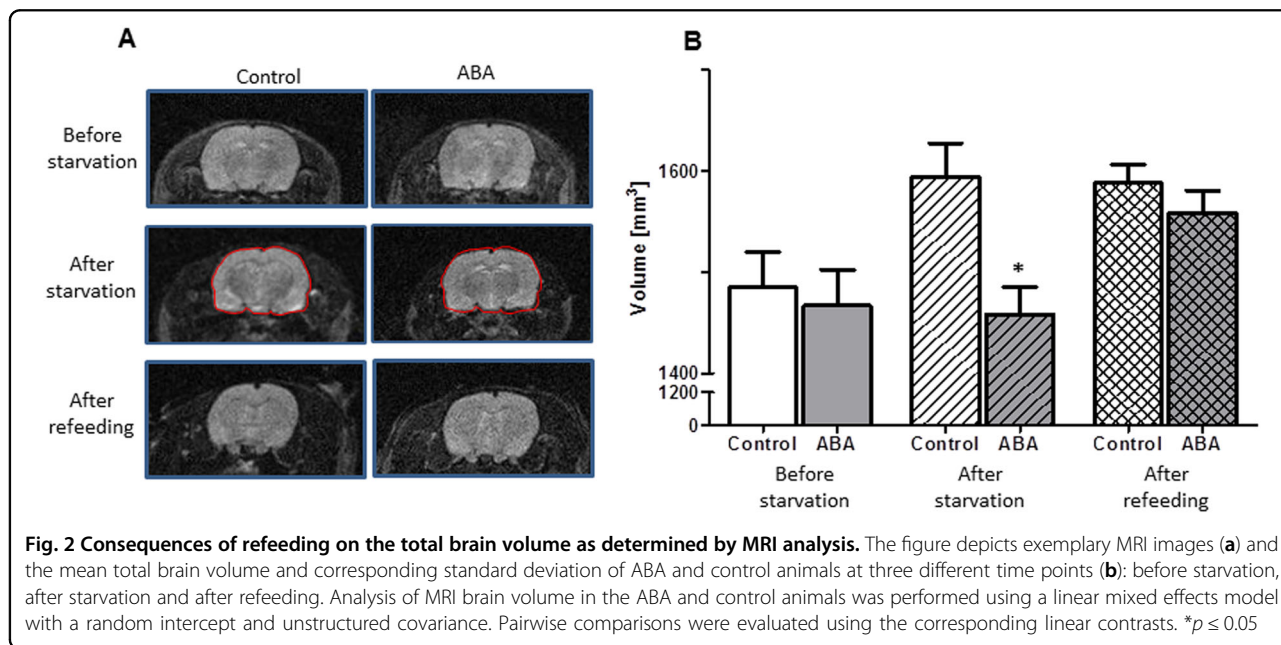 A
Control ABA
Before
starvation
After
starvation
After
refeeding
B
Volume [mm³]
1600
1400
1200
0
*
Control ABA Control ABA Control ABA
Before
starvation
After
starvation
After
refeeding
Fig. 2 Consequences of refeeding on the total brain volume as determined by MRI analysis. The figure depicts exemplary MRI images (a) and
the mean total brain volume and corresponding standard deviation of ABA and control animals at three different time points (b): before starvation,
after starvation and after refeeding. Analysis of MRI brain volume in the ABA and control animals was performed using a linear mixed effects model
with a random intercept and unstructured covariance. Pairwise comparisons were evaluated using the corresponding linear contrasts. *p ≤ 0.05